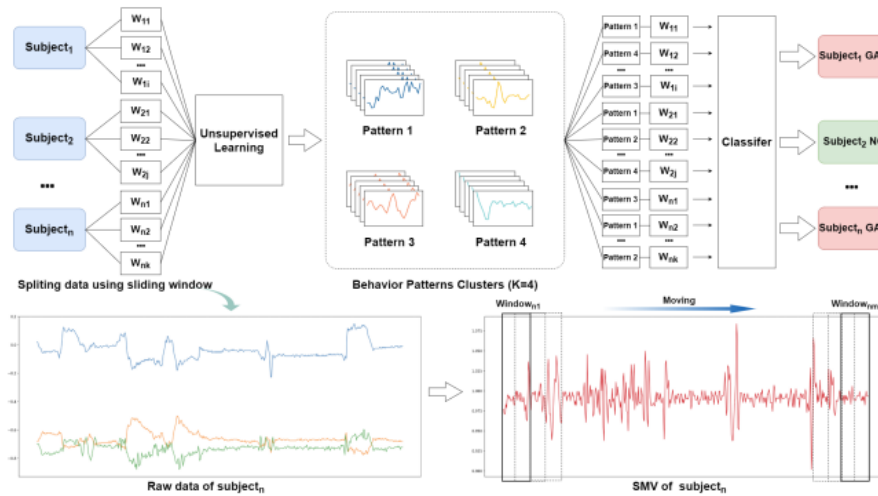 Subject1
W11
W12
...
W1i
Subject2
W21
W22
...
W2j
...
Subjectn
Wn1
Wn2
...
Wnk
Unsupervised
Learning
Spliting data using sliding window
Pattern 1
Pattern 2
Pattern 3
Pattern 4
Behavior Patterns Clusters (K=4)
Pattern 1 W11
Pattern 4 W12
... ...
Pattern 3 W1i
Pattern 1 W21
Pattern 2 W22
... ...
Pattern 4 W2j
Pattern 3 Wn1
Pattern 1 Wn2
... ...
Pattern 2 Wnk
Classifer
Subject1 GA
Subject2 N
...
Subjectn GA
Raw data of subjectn
Windown1
Moving
Windownm
SMV of subjectn